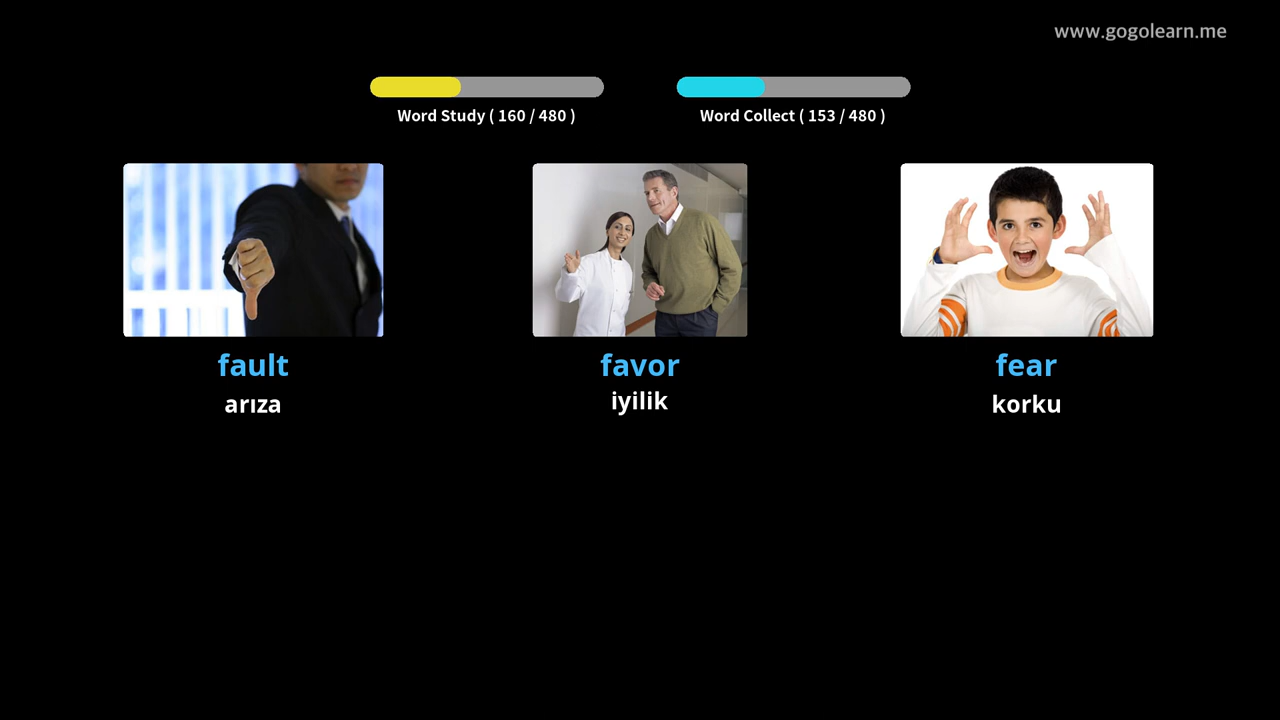 www.gogolearn.me
Word Study ( 160 / 480 )
Word Collect ( 153 / 480 )
fault
arıza
favor
iyilik
fear
korku